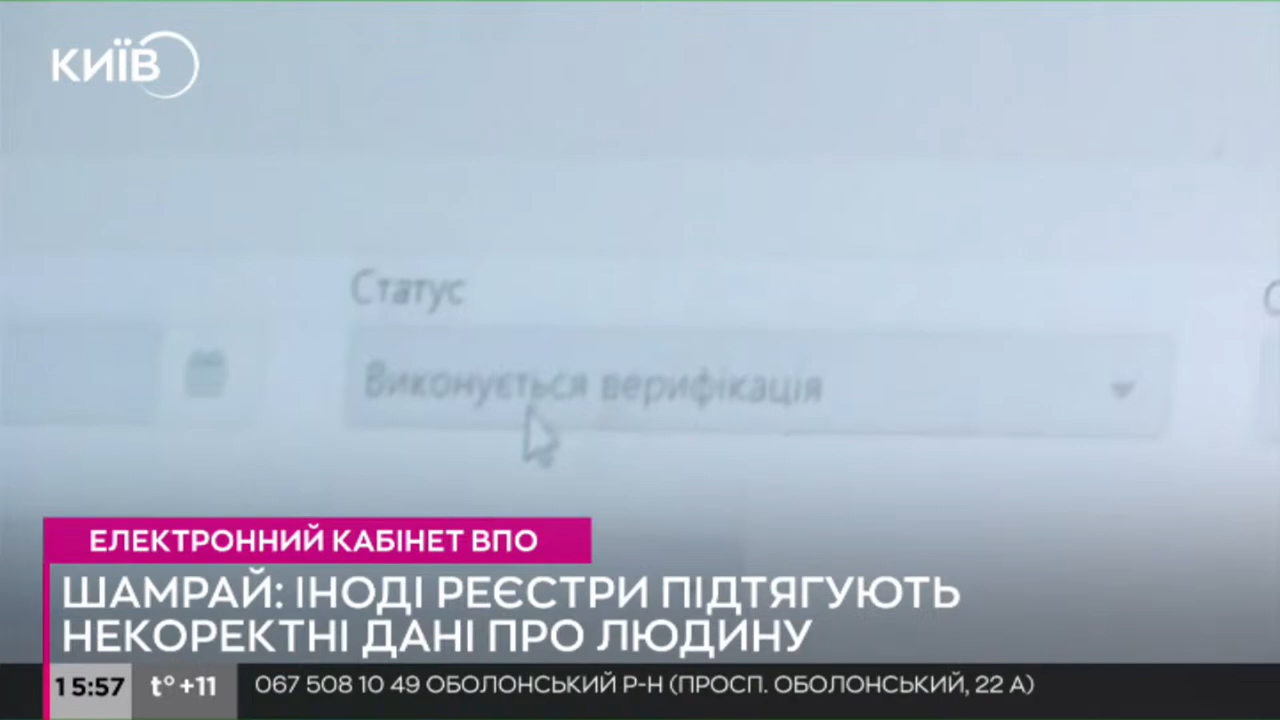 КИЇВ
Статус
Виконується верифікація
ЕЛЕКТРОННИЙ КАБІНЕТ ВПО
ШАМРАЙ: ІНОДІ РЕЄСТРИ ПІДТЯГУЮТЬ
НЕКОРЕКТНІ ДАНІ ПРО ЛЮДИНУ
15:57 t° +11 067 508 10 49 ОБОЛОНСЬКИЙ Р-Н (ПРОСП. ОБОЛОНСЬКИЙ, 22 А)